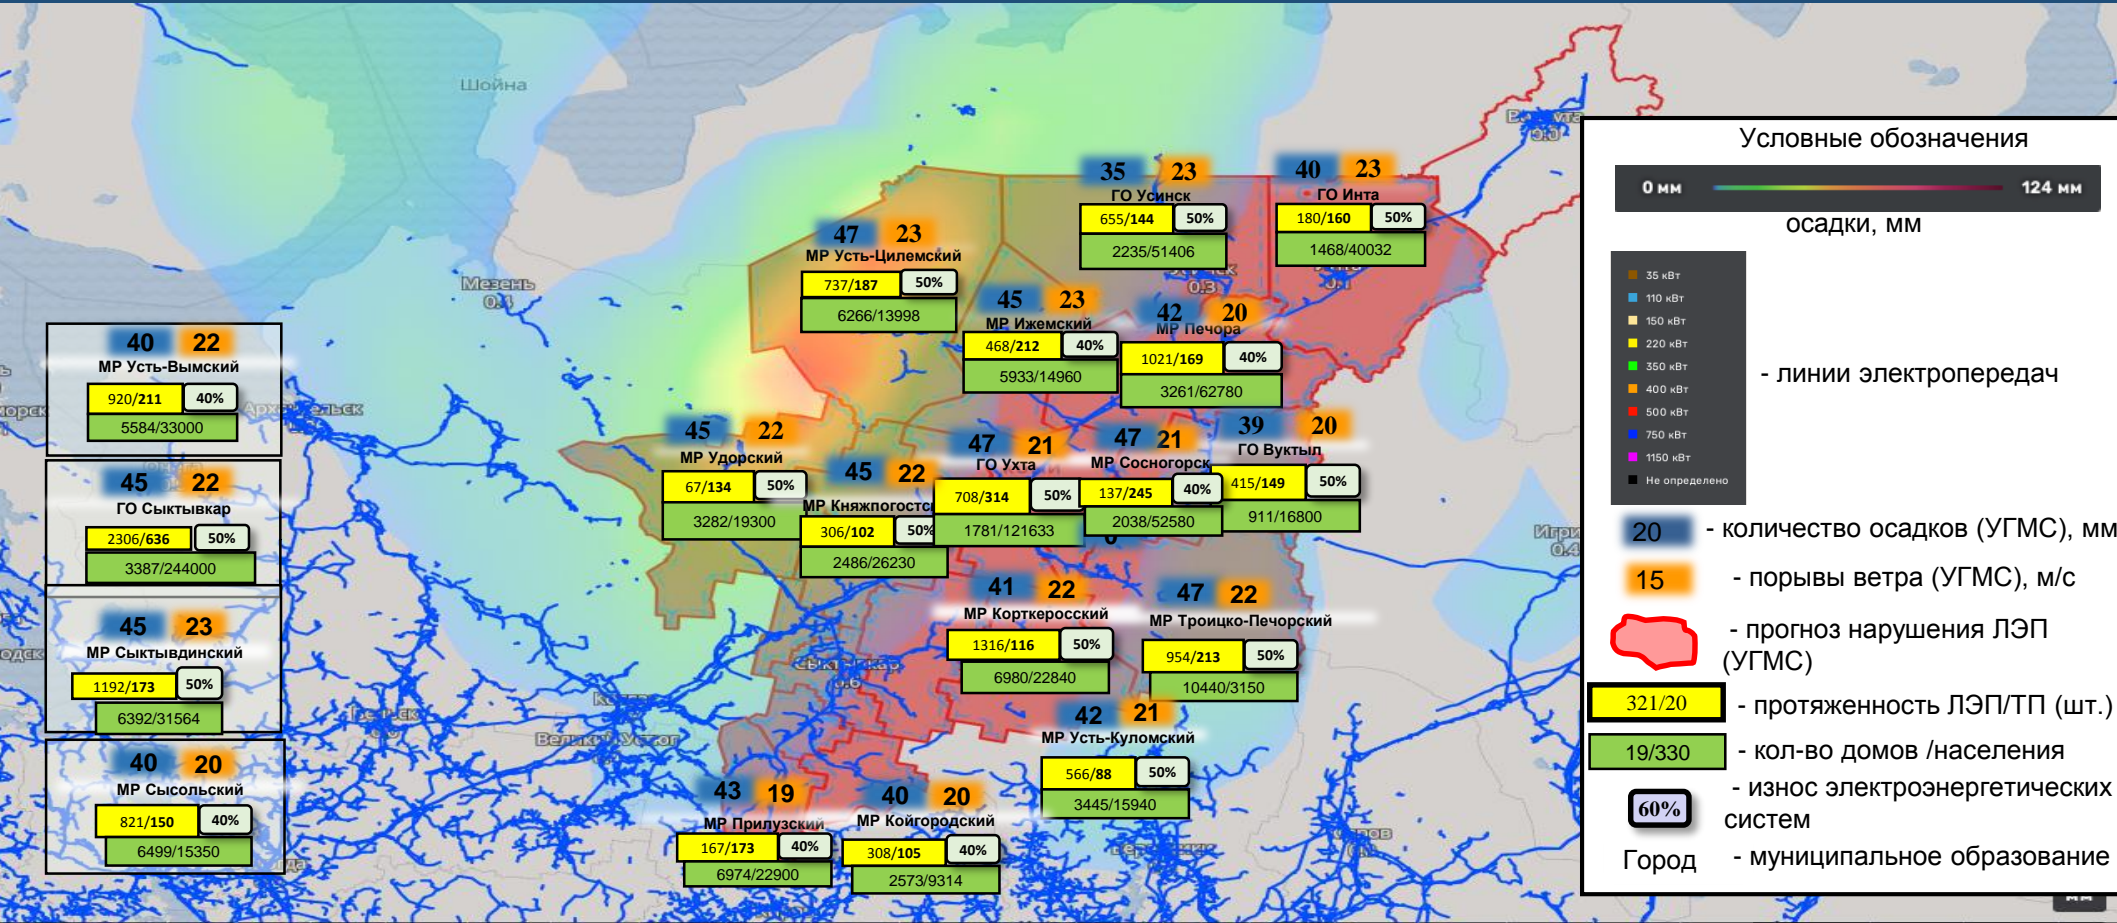 Шойна
Мезень
0.4
40 22
МР Усть-Вымский
920/211 40%
5584/33000
45 22
ГО Сыктывкар
2306/636 50%
3387/244000
45 23
МР Сыктывдинский
1192/173 50%
6392/31564
40 20
МР Сысольский
821/150 40%
6499/15350
47 23
МР Усть-Цилемский
737/187 50%
6266/13998
35 23
ГО Усинск
655/144 50%
2235/51406
0.3
40 23
ГО Инта
180/160 50%
1468/40032
45 23
МР Ижемский
468/212 40%
5933/14960
42 20
МР Печора
1021/169 40%
3261/62780
45 22
МР Удорский
67/134 50%
3282/19300
45 22
МР Княжпогостс
306/102 50%
2486/26230
47 21
ГО Ухта
708/314 50%
1781/121633
47 21
МР Сосногорск
137/245 40%
2038/52580
39 20
ГО Вуктыл
415/149 50%
911/16800
41 22
МР Корткеросский
1316/116 50%
6980/22840
47 22
МР Троицко-Печорский
954/213 50%
10440/3150
42 21
МР Усть-Куломский
566/88 50%
3445/15940
43 19
МР Прилузский
167/173 40%
6974/22900
40 20
МР Койгородский
308/105 40%
2573/9314
Великий Устюг
Условные обозначения
0 мм 124 мм
осадки, мм
35 кВт
110 кВт
150 кВт
220 кВт
350 кВт
400 кВт
500 кВт
750 кВт
1150 кВт
Не определено
- линии электропередач
20 - количество осадков (УГМС), мм
15 - порывы ветра (УГМС), м/с
- прогноз нарушения ЛЭП
(УГМС)
321/20 - протяженность ЛЭП/ТП (шт.)
19/330 - кол-во домов /населения
- износ электроэнергетических
60% систем
Город - муниципальное образование
мм